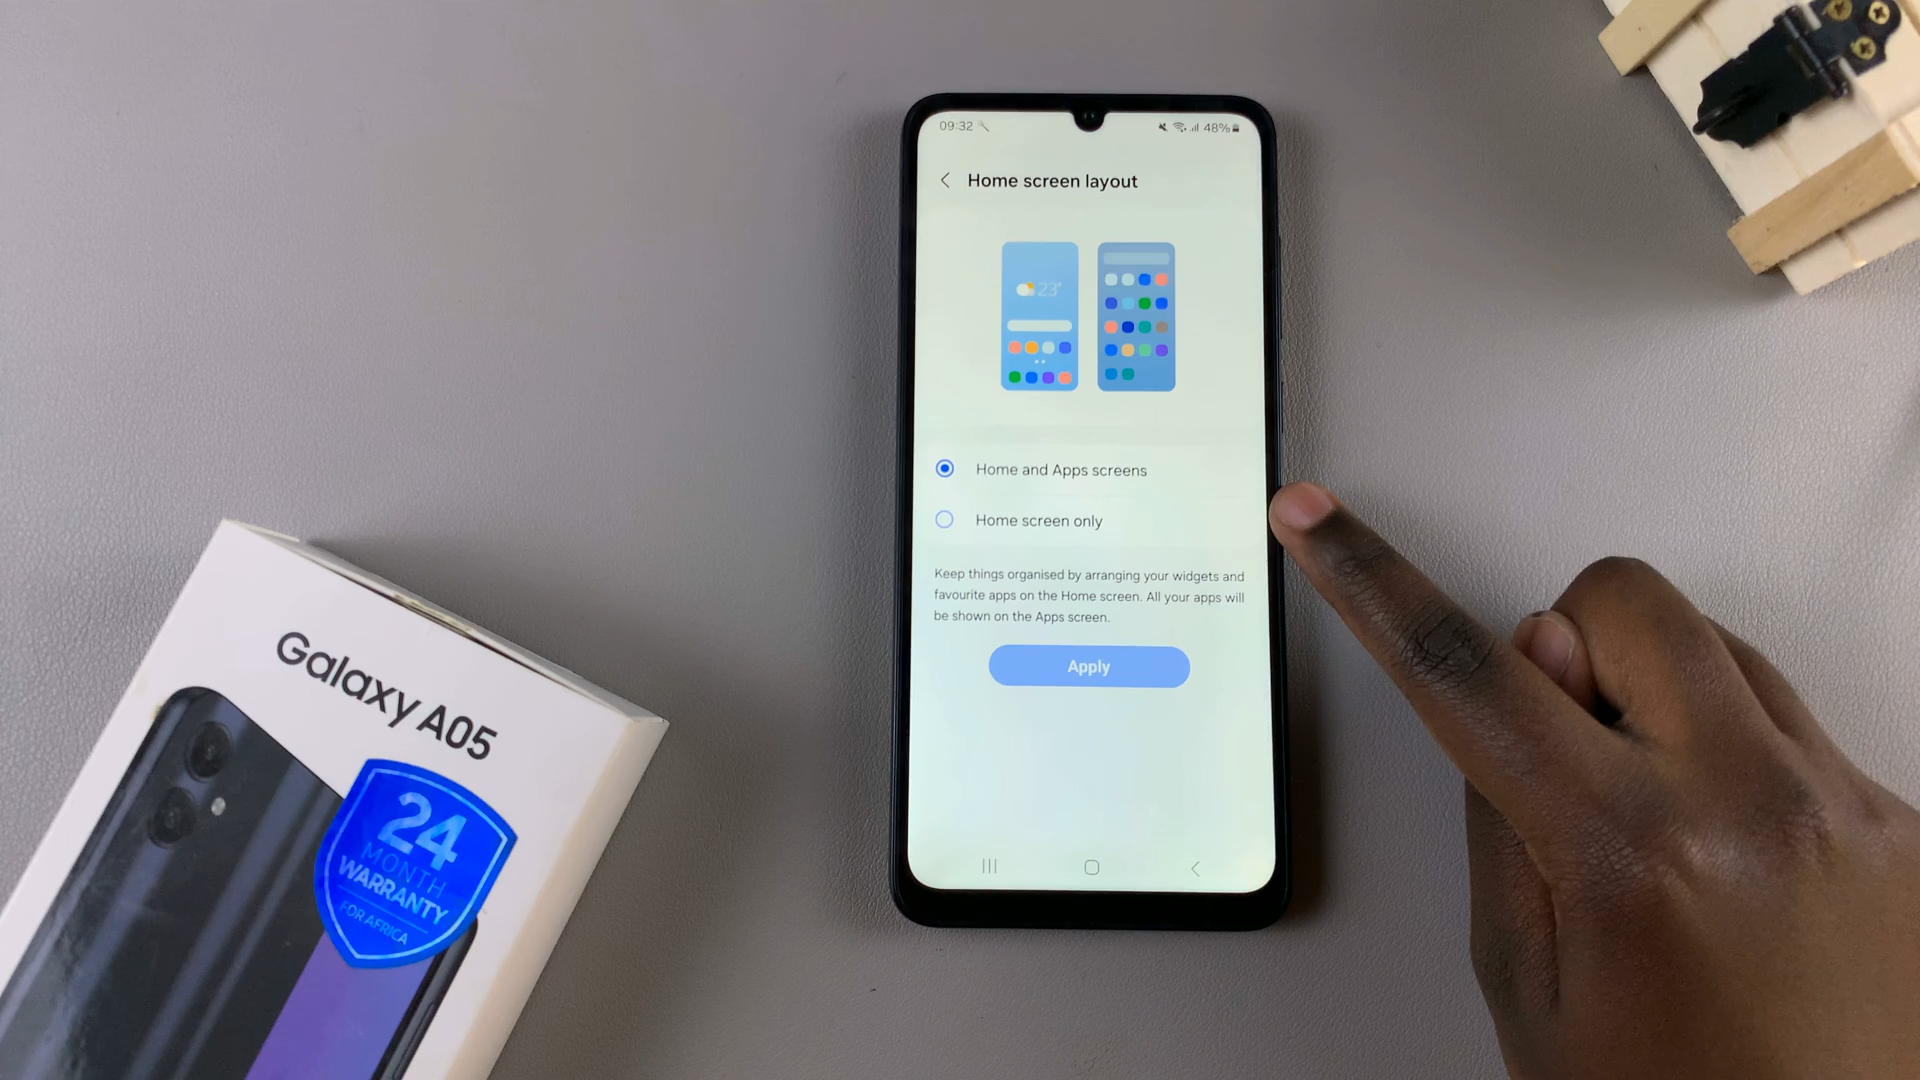 09:32
48%
Home screen layout
23°
Home and Apps screens
Home screen only
Keep things organised by arranging your widgets and
favourite apps on the Home screen. All your apps will
be shown on the Apps screen.
Apply
Galaxy A05
24
MONTH
WARRANTY
FOR AFRICA